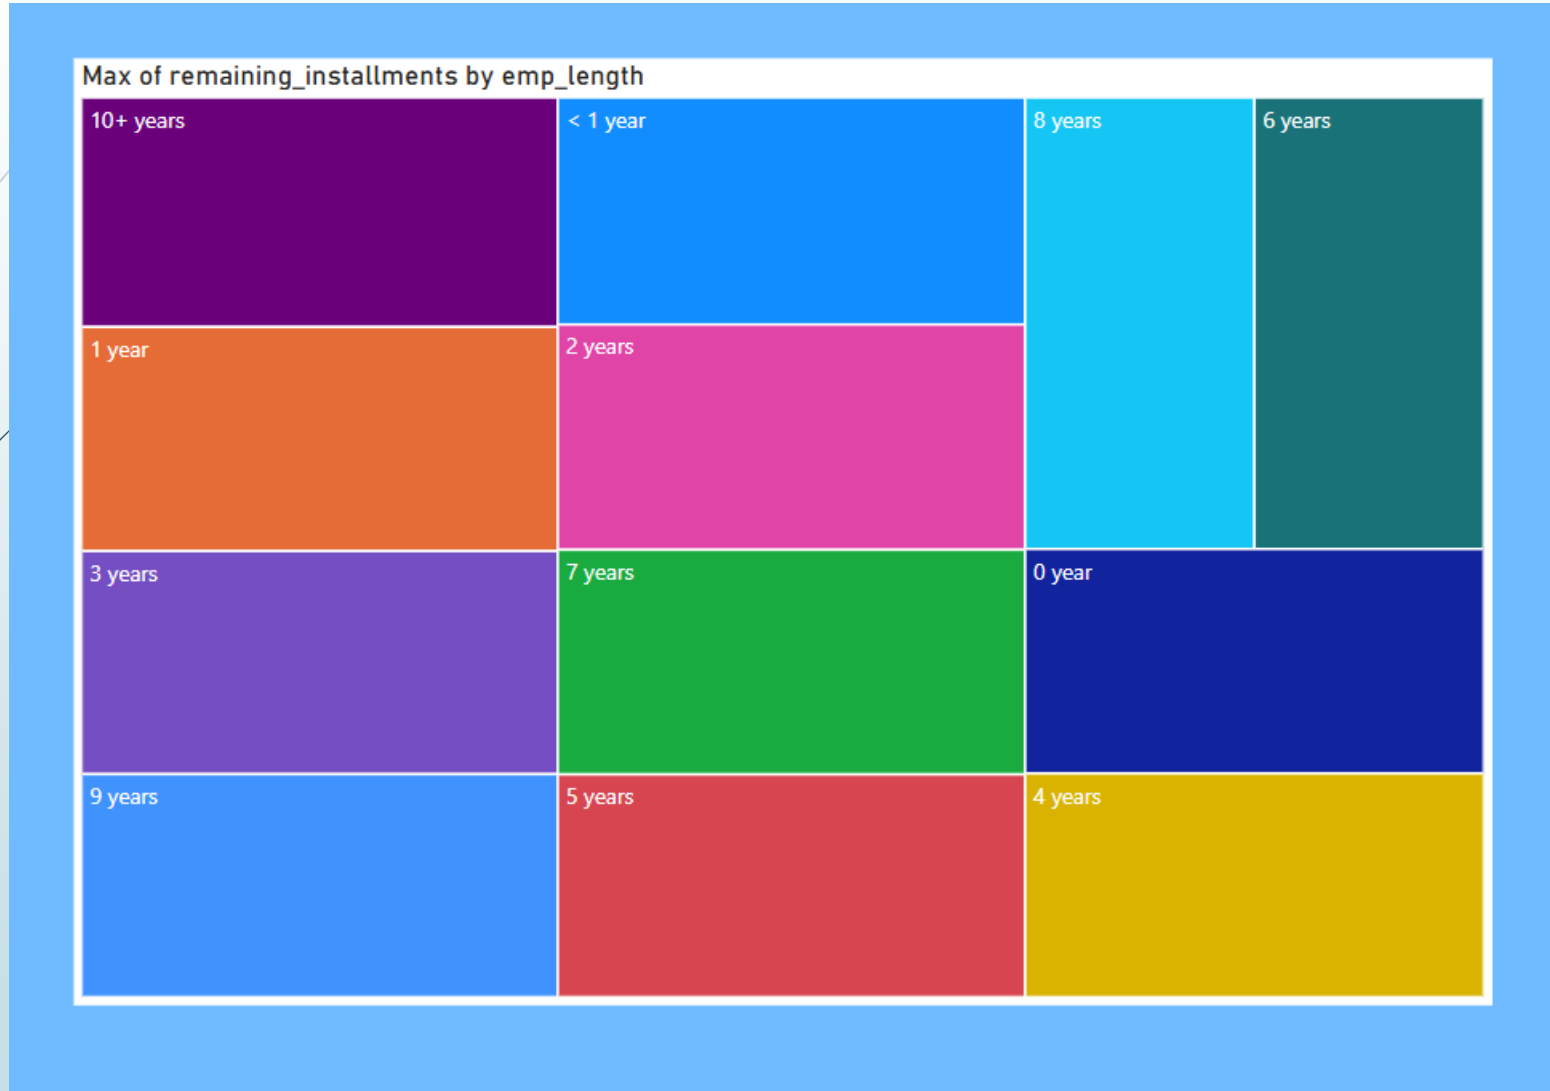 Max of remaining_installments by emp_length
10+ years
< 1 year
8 years
6 years
1 year
2 years
3 years
7 years
0 year
9 years
5 years
4 years